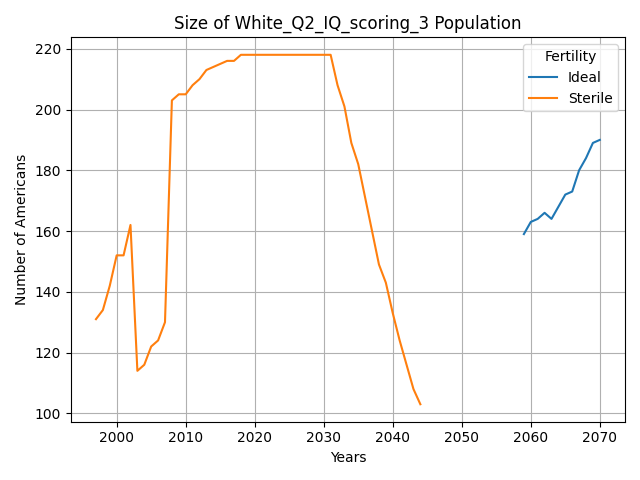 Size of White_Q2_IQ_scoring_3 Population
Number of Americans
220
200
180
160
140
120
100
Fertility
Ideal
Sterile
2000 2010 2020 2030 2040 2050 2060 2070
Years